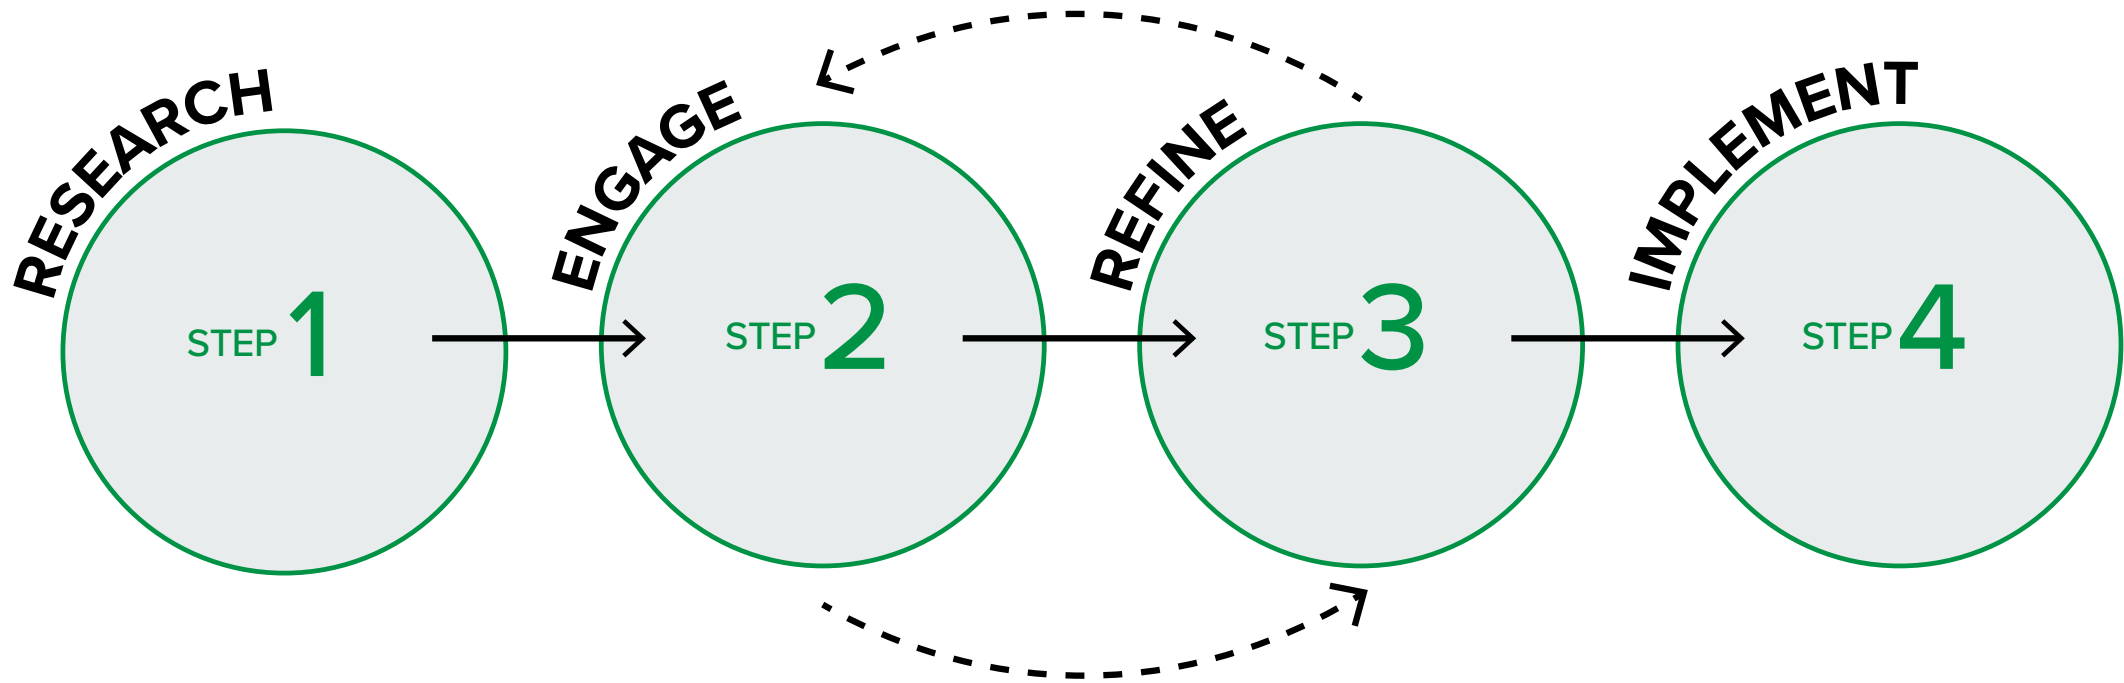 RESEARCH
STEP 1
ENGAGE
STEP 2
REFINE
STEP 3
IMPLEMENT
STEP 4